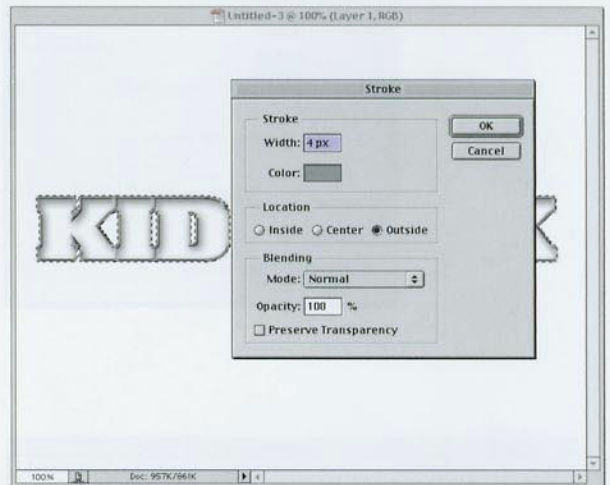 Untitled-3 @ 100% (Layer 1, RGB)
Stroke
Stroke
Width: 4 px
Color:
Location
Inside Center Outside
Blending
Mode: Normal
Opacity: 100 %
Preserve Transparency
OK
Cancel
KID K
100% Doc: 957K/861K